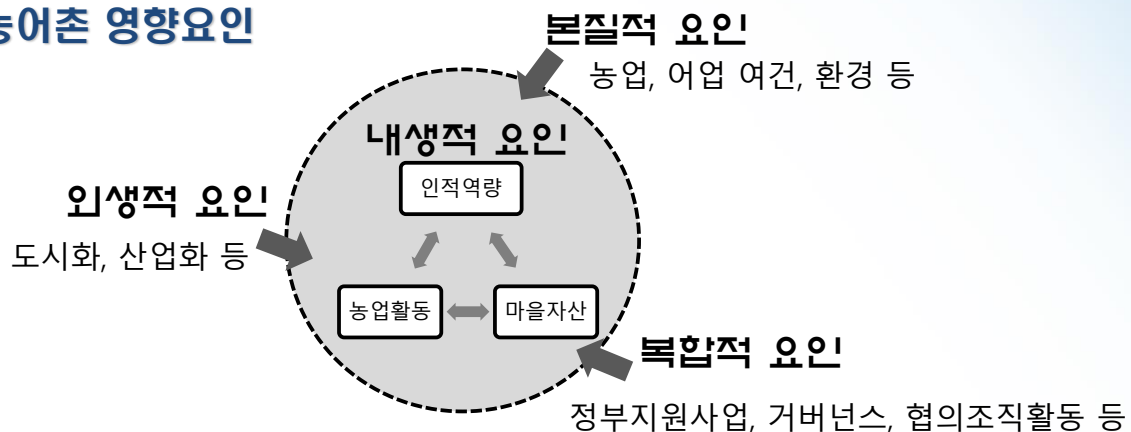 어촌 영향요인
본질적 요인
농업, 어업 여건, 환경 등
내생적 요인
인적역량
외생적 요인
도시화, 산업화 등
농업활동
마을자산
복합적 요인
정부지원사업, 거버넌스, 협의조직활동 등